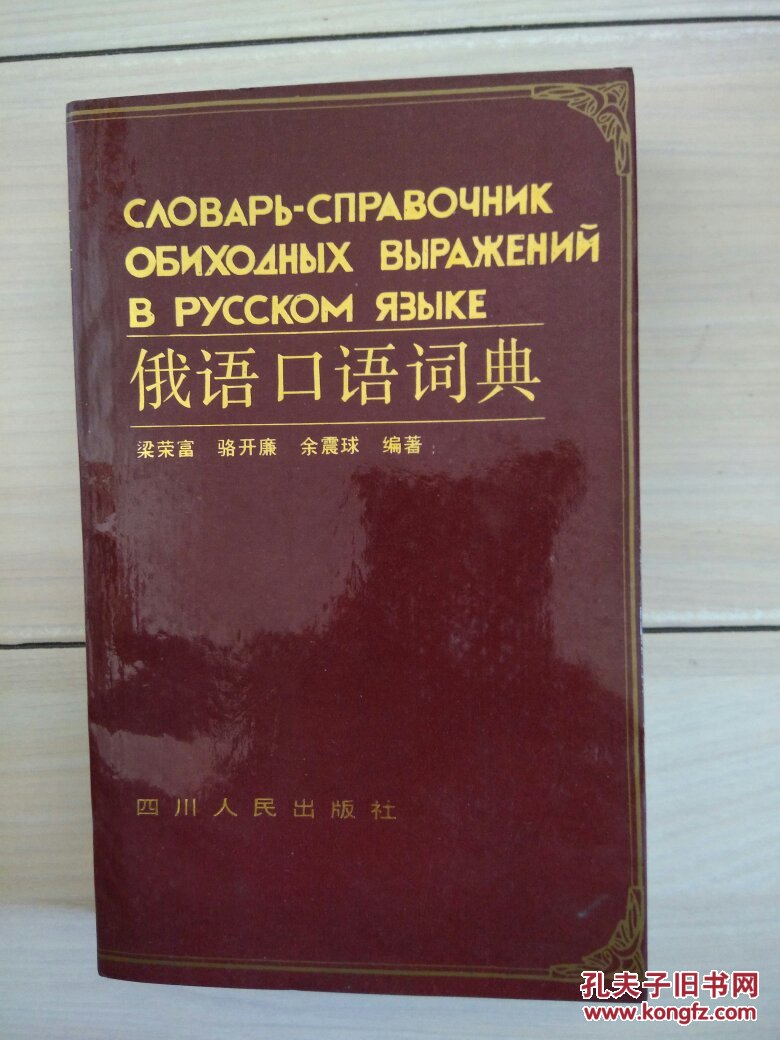 СЛОВАРЬ-СПРАВОЧНИК
ОБИХОДНЫХ ВЫРАЖЕНИЙ
В РУССКОМ ЯЗЫКЕ
俄语口语词典
梁荣富 骆开廉 余震球 编著
四川人民出版社
孔夫子旧书网
www.kongfz.com